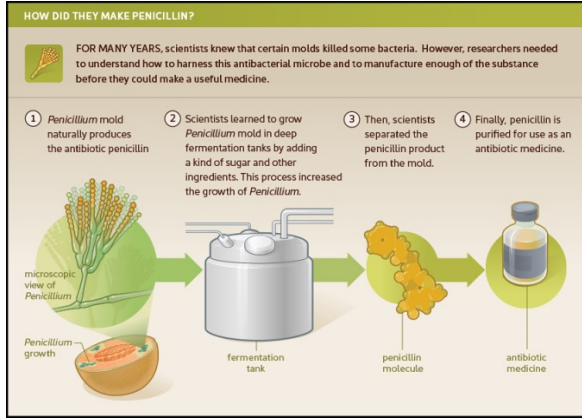 HOW DID THEY MAKE PENICILLIN?
FOR MANY YEARS, scientists knew that certain molds killed some bacteria. However, researchers needed
to understand how to harness this antibacterial microbe and to manufacture enough of the substance
before they could make a useful medicine.
1 Penicillium mold
naturally produces
the antibiotic penicillin
2 Scientists learned to grow
Penicillium mold in deep
fermentation tanks by adding
a kind of sugar and other
ingredients. This process increased
the growth of Penicillium.
3 Then, scientists
separated the
penicillin product
from the mold.
4 Finally, penicillin is
purified for use as an
antibiotic medicine.
microscopic
view of
Penicillium
Penicillium
growth
fermentation
tank
penicillin
molecule
antibiotic
medicine